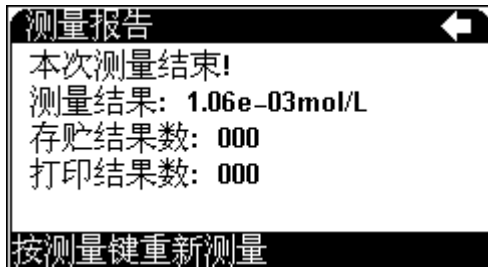 测量报告
本次测量结束!
测量结果: 1.06e-03mol/L
存贮结果数: 000
打印结果数: 000
按测量键重新测量